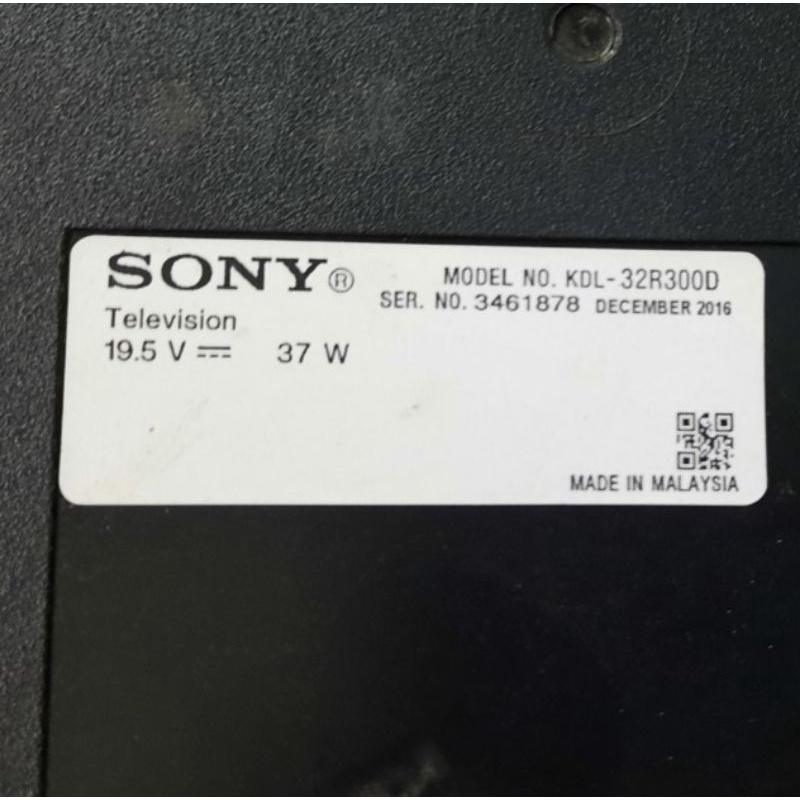 SONY®
MODEL NO. KDL-32R300D
SER. NO. 3461878 DECEMBER 2016
Television
19.5 V ⎓ 37 W
MADE IN MALAYSIA